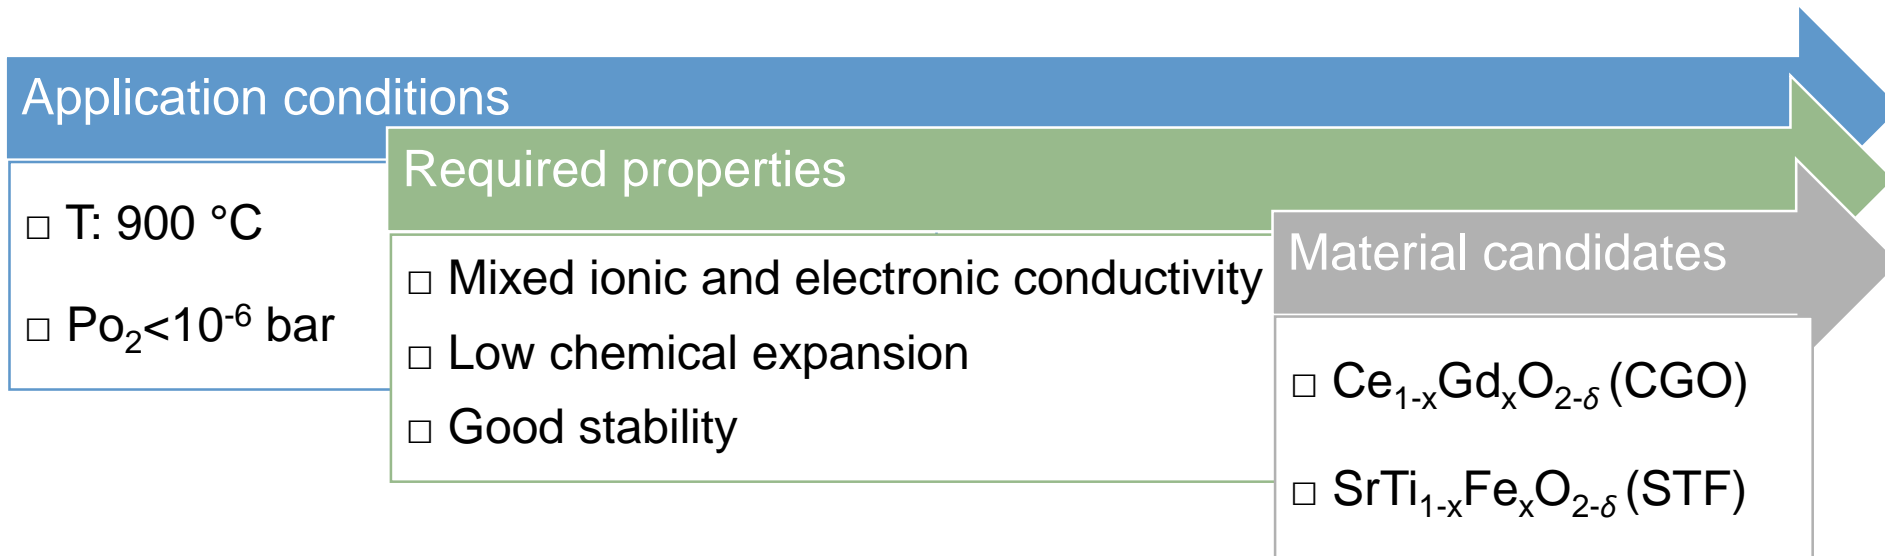 Application conditions
□ T: 900 °C
□ Po₂<10⁻⁶ bar
Required properties
□ Mixed ionic and electronic conductivity
□ Low chemical expansion
□ Good stability
Material candidates
□ Ce₁₋ₓGdₓO₂₋δ (CGO)
□ SrTi₁₋ₓFeₓO₂₋δ (STF)